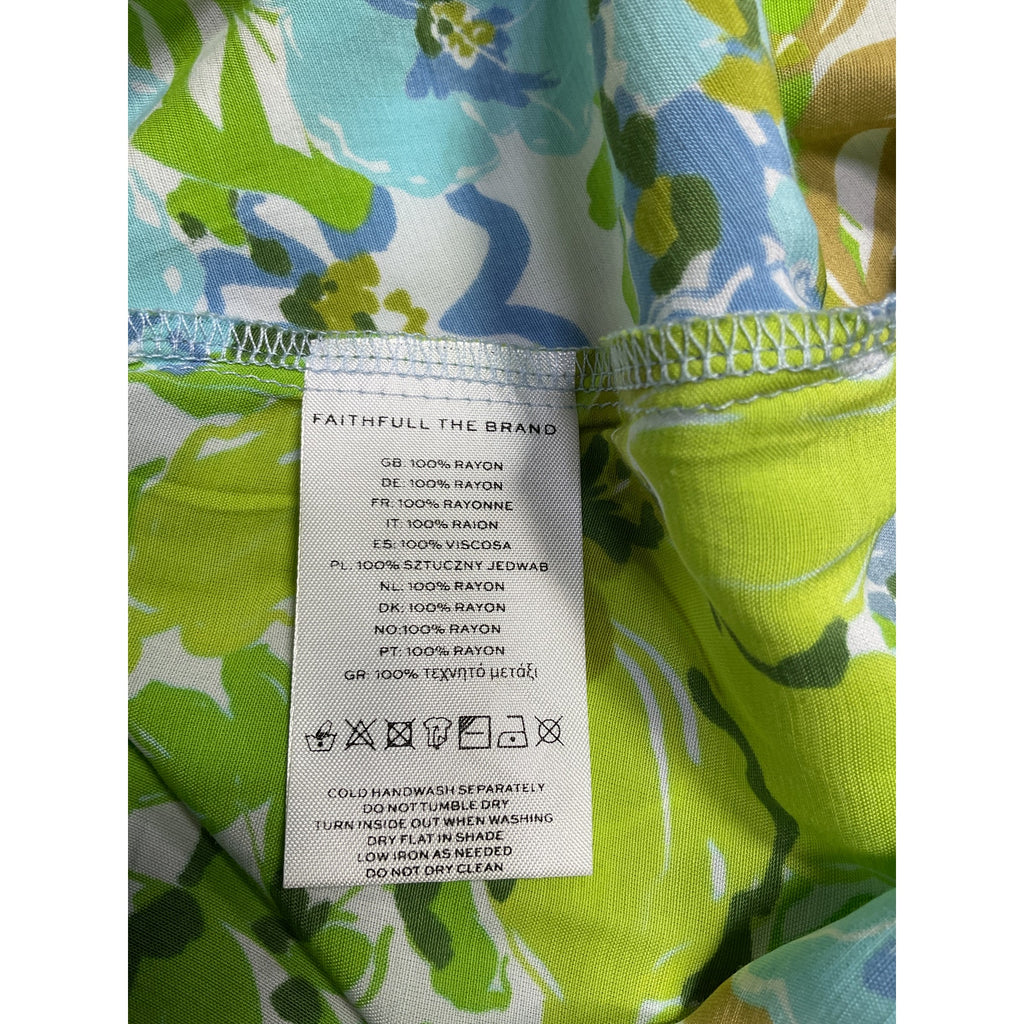 FAITHFULL THE BRAND
GB: 100% RAYON
DE: 100% RAYON
FR: 100% RAYONNE
IT: 100% RAION
ES: 100% VISCOSA
PL: 100% SZTUCZNY JEDWAB
NL: 100% RAYON
DK: 100% RAYON
NO:100% RAYON
PT: 100% RAYON
GR: 100% τεχνητό μετάξι
COLD HANDWASH SEPARATELY
DO NOT TUMBLE DRY
TURN INSIDE OUT WHEN WASHING
DRY FLAT IN SHADE
LOW IRON AS NEEDED
DO NOT DRY CLEAN